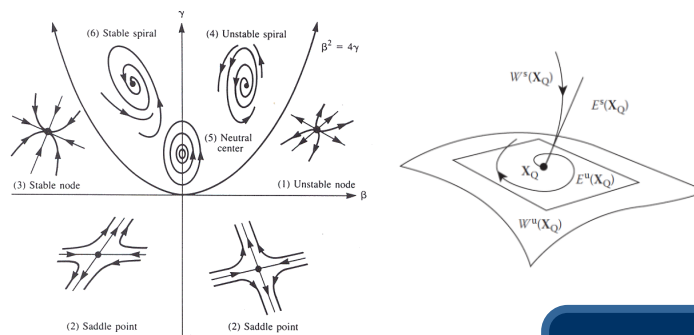 γ
(6) Stable spiral
(4) Unstable spiral
β² = 4γ
(5) Neutral
center
(3) Stable node
(1) Unstable node
β
(2) Saddle point
(2) Saddle point
Wˢ(X_Q)
Eˢ(X_Q)
X_Q
Eᵘ(X_Q)
Wᵘ(X_Q)